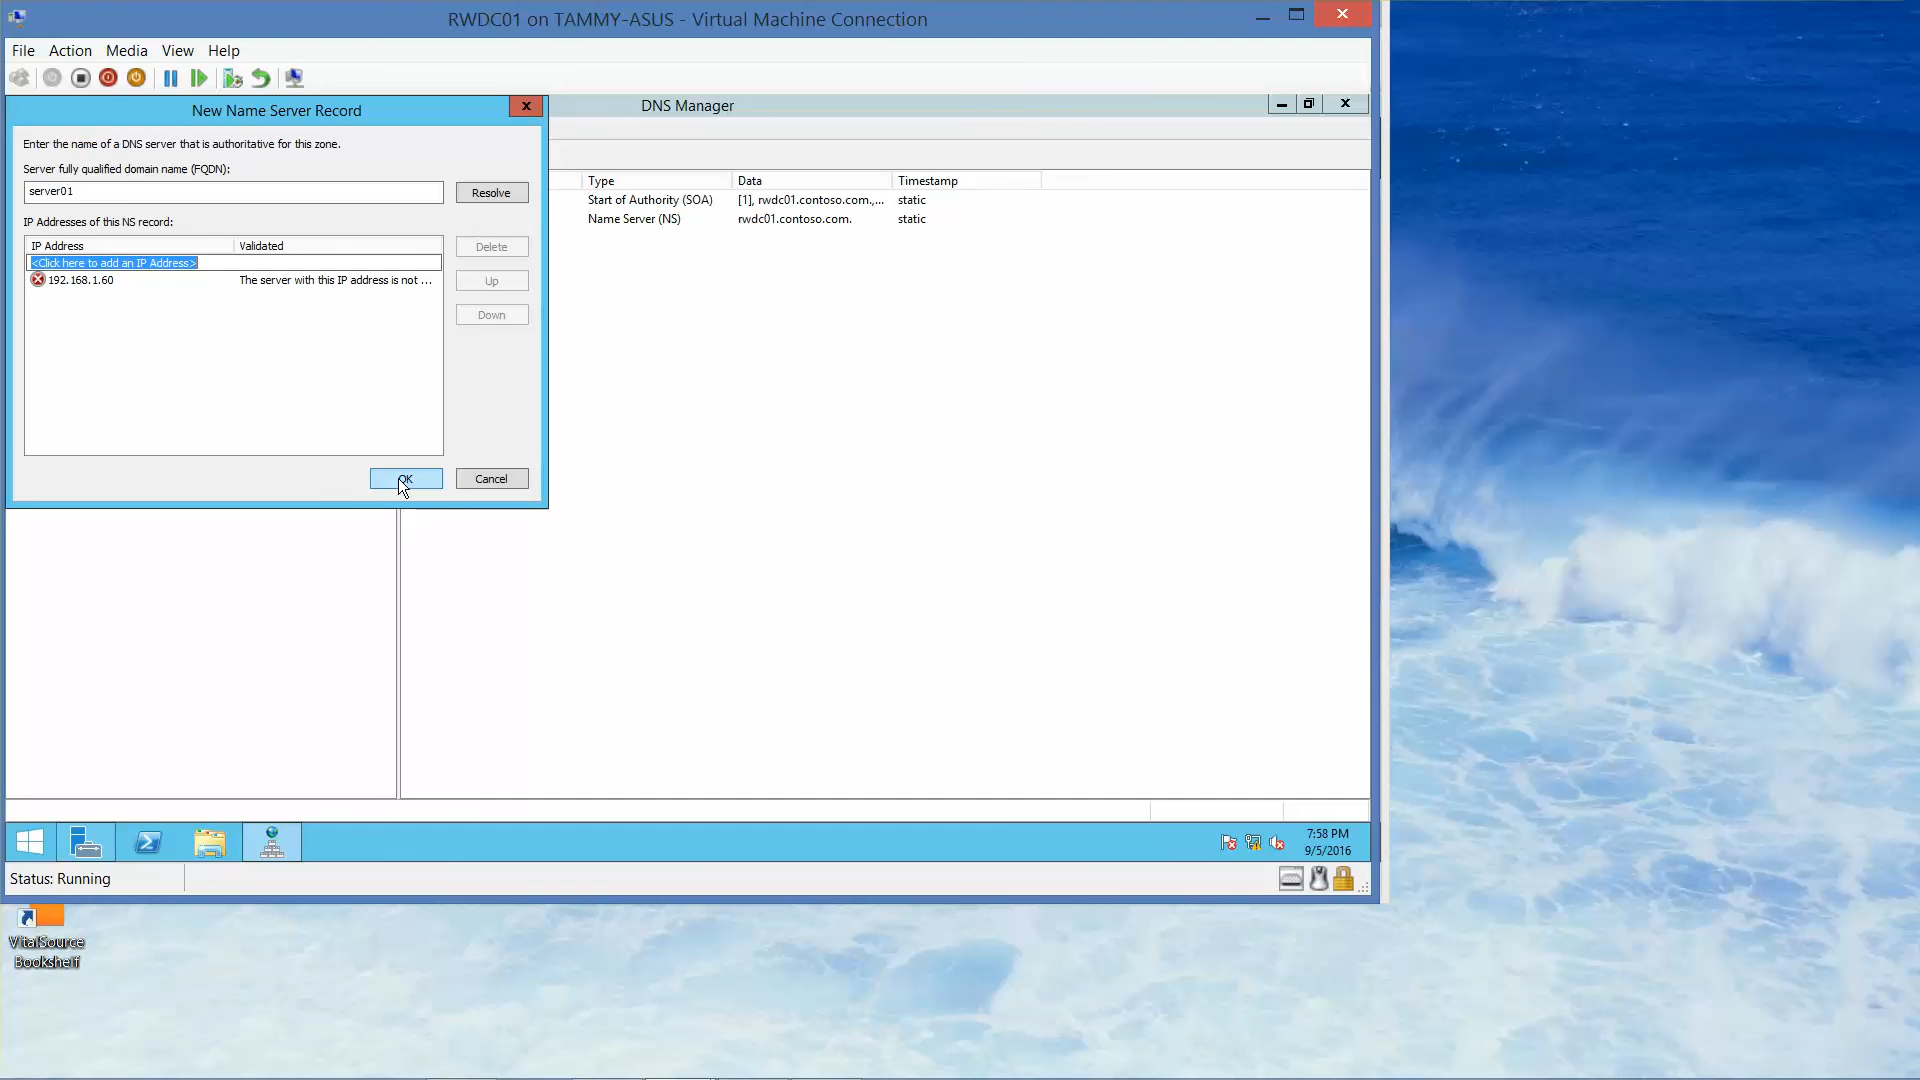 RWDC01 on TAMMY-ASUS - Virtual Machine Connection
File Action Media View Help
New Name Server Record
DNS Manager
Enter the name of a DNS server that is authoritative for this zone.
Server fully qualified domain name (FQDN):
server01
Resolve
IP Addresses of this NS record:
IP Address Validated
<Click here to add an IP Address>
192.168.1.60 The server with this IP address is not ...
Delete
Up
Down
OK Cancel
Type Data Timestamp
Start of Authority (SOA) [1], rwdc01.contoso.com.,... static
Name Server (NS) rwdc01.contoso.com. static
7:58 PM
9/5/2016
Status: Running
VitalSource
Bookshelf